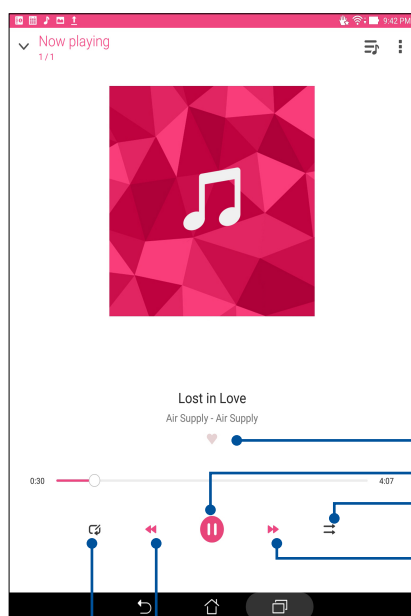 9:42 PM
Now playing
1 / 1
Lost in Love
Air Supply - Air Supply
0:30
4:07